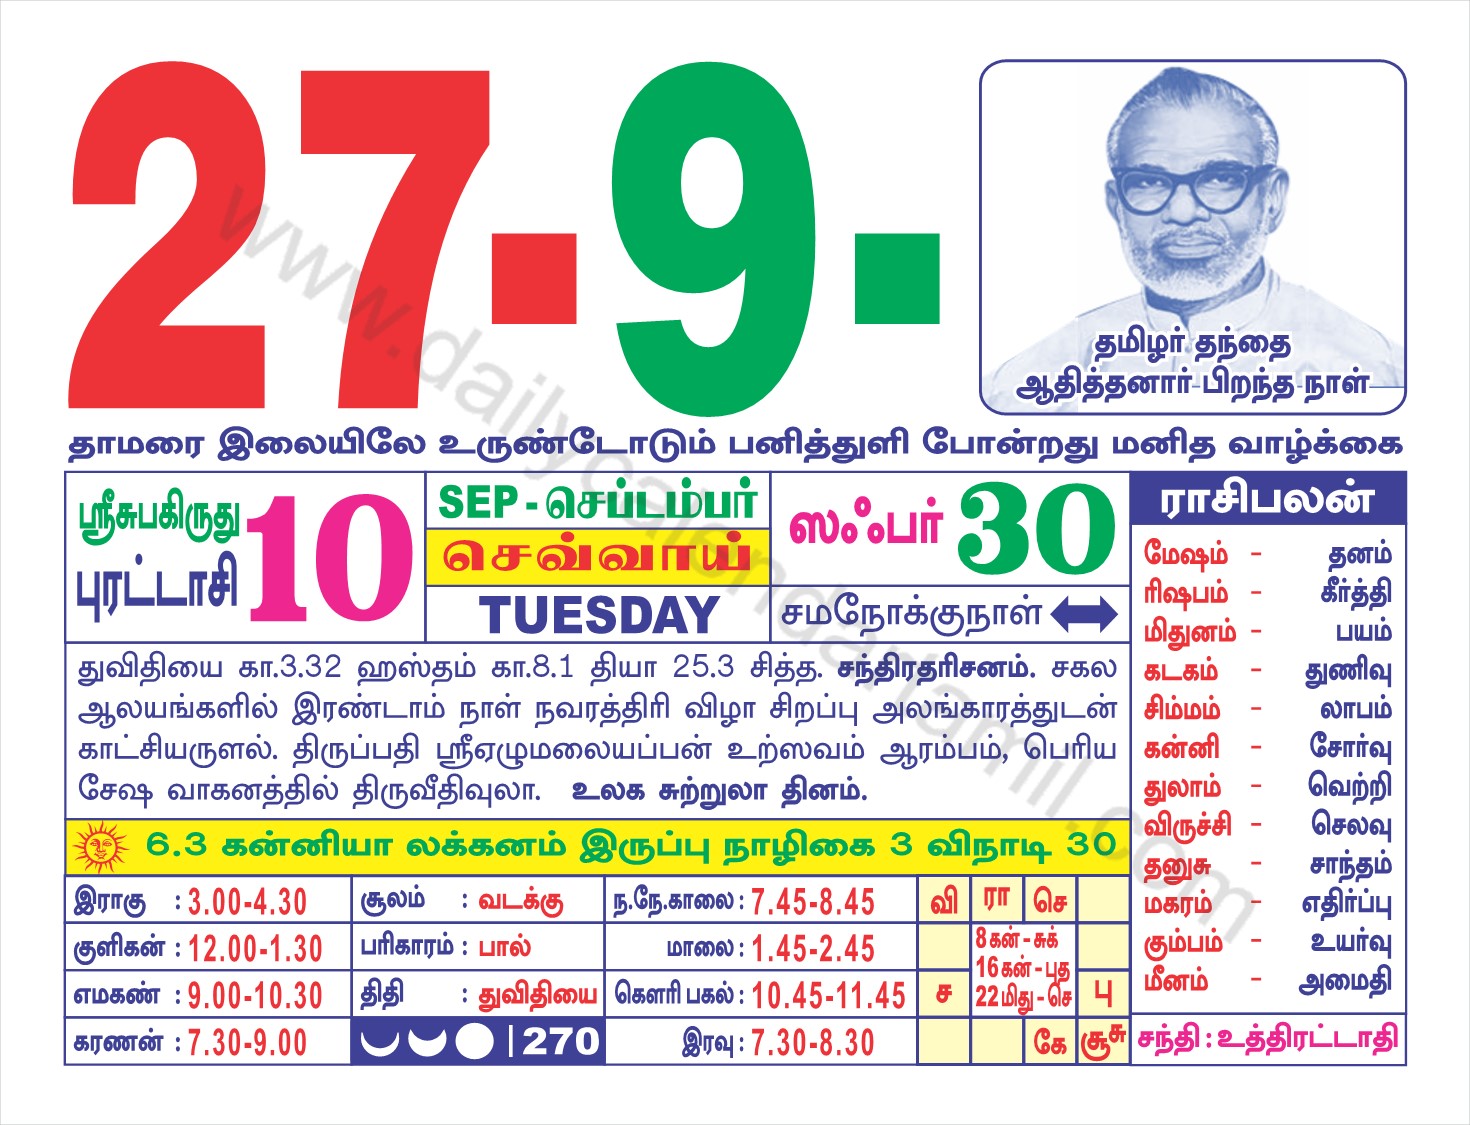 27-9-
தமிழர் தந்தை
ஆதித்தனார் பிறந்த நாள்
தாமரை இலையிலே உருண்டோடும் பனித்துளி போன்றது மனித வாழ்க்கை
ஸ்ரீசுபகிருது
புரட்டாசி 10
SEP - செப்டம்பர்
செவ்வாய்
TUESDAY
ஸஃபர் 30
சமநோக்குநாள்
துவிதியை கா.3.32 ஹஸ்தம் கா.8.1 தியா 25.3 சித்த. சந்திரதரிசனம். சகல
ஆலயங்களில் இரண்டாம் நாள் நவரத்திரி விழா சிறப்பு அலங்காரத்துடன்
காட்சியருளல். திருப்பதி ஸ்ரீஏழுமலையப்பன் உற்ஸவம் ஆரம்பம், பெரிய
சேஷ வாகனத்தில் திருவீதிவுலா. உலக சுற்றுலா தினம்.
6.3 கன்னியா லக்கனம் இருப்பு நாழிகை 3 விநாடி 30
இராகு : 3.00-4.30
குளிகன் : 12.00-1.30
எமகண் : 9.00-10.30
கரணன் : 7.30-9.00
சூலம் : வடக்கு
பரிகாரம் : பால்
திதி : துவிதியை
270
ந.நே.காலை : 7.45-8.45
மாலை : 1.45-2.45
கௌரி பகல் : 10.45-11.45
இரவு : 7.30-8.30
வி ரா செ
8கன் - சுக்
16கன் - புத
22மிது - செ
ச பு
கே சூசு
ராசிபலன்
மேஷம் - தனம்
ரிஷபம் - கீர்த்தி
மிதுனம் - பயம்
கடகம் - துணிவு
சிம்மம் - லாபம்
கன்னி - சோர்வு
துலாம் - வெற்றி
விருச்சி - செலவு
தனுசு - சாந்தம்
மகரம் - எதிர்ப்பு
கும்பம் - உயர்வு
மீனம் - அமைதி
சந்தி : உத்திரட்டாதி
www.dailycalendartamil.com